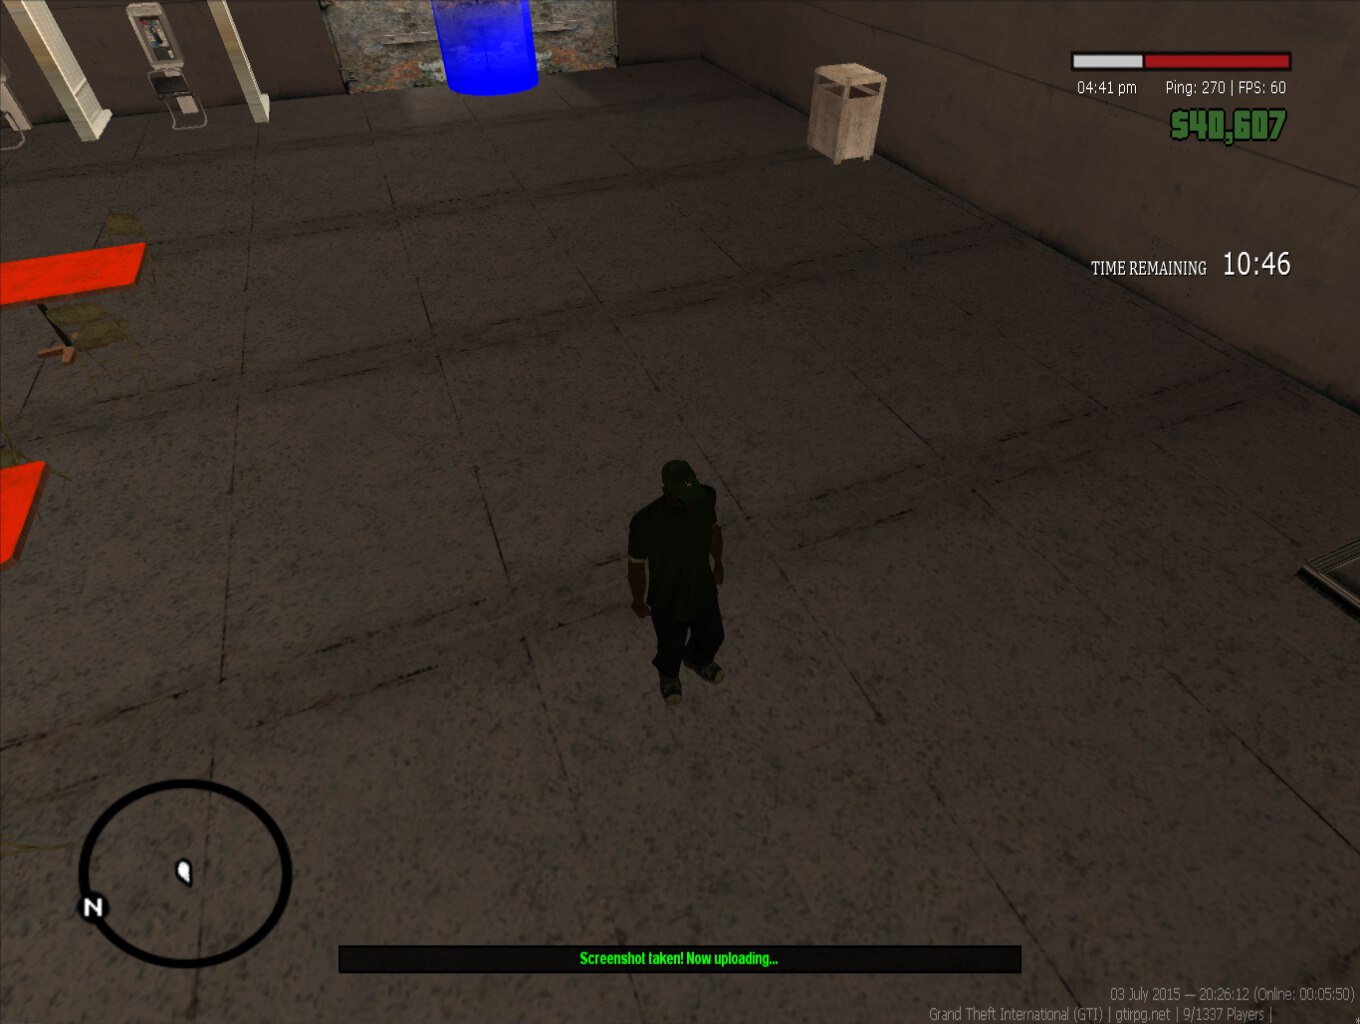 04:41 pm Ping: 270 | FPS: 60
$40,607
TIME REMAINING 10:46
N
Screenshot taken! Now uploading...
03 July 2015 — 20:26:12 (Online: 00:05:50)
Grand Theft International (GTI) | gtirpg.net | 9/1337 Players |